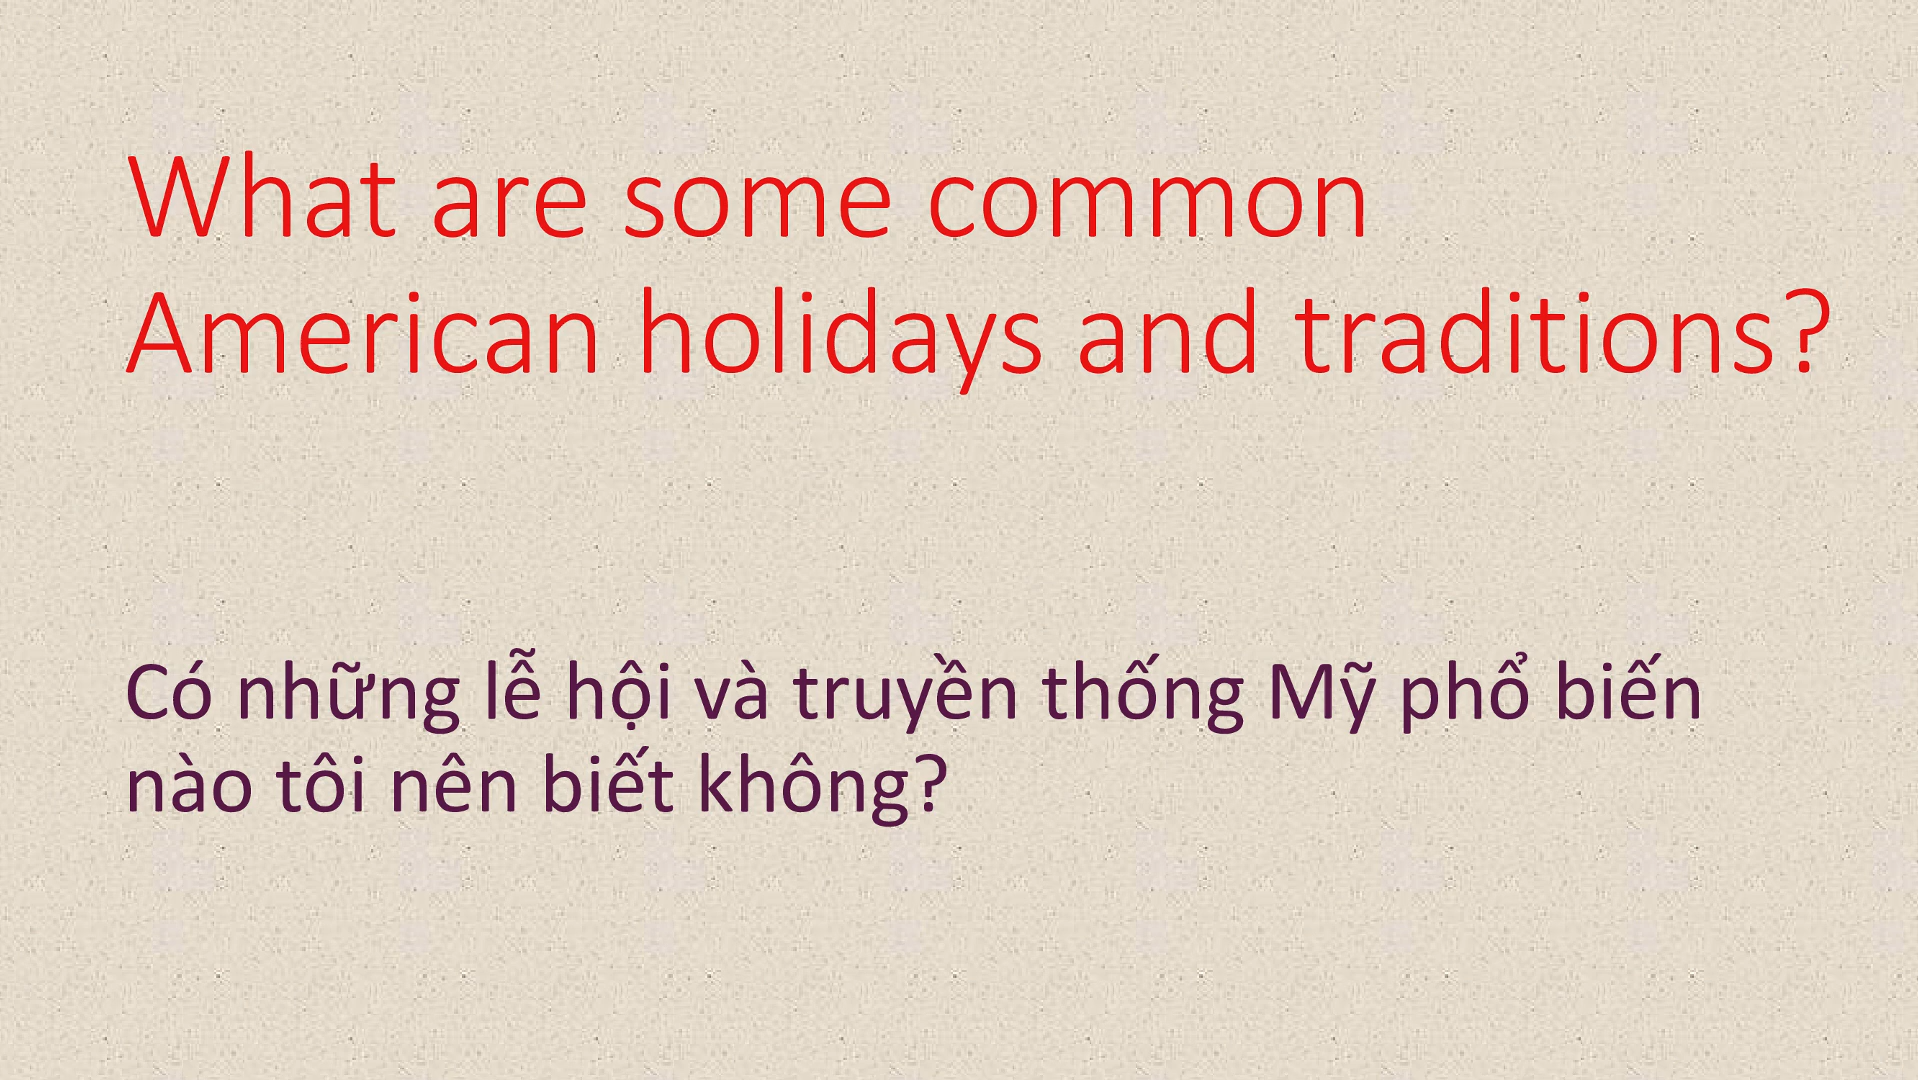 What are some common
American holidays and traditions?
Có những lễ hội và truyền thống Mỹ phổ biến
nào tôi nên biết không?